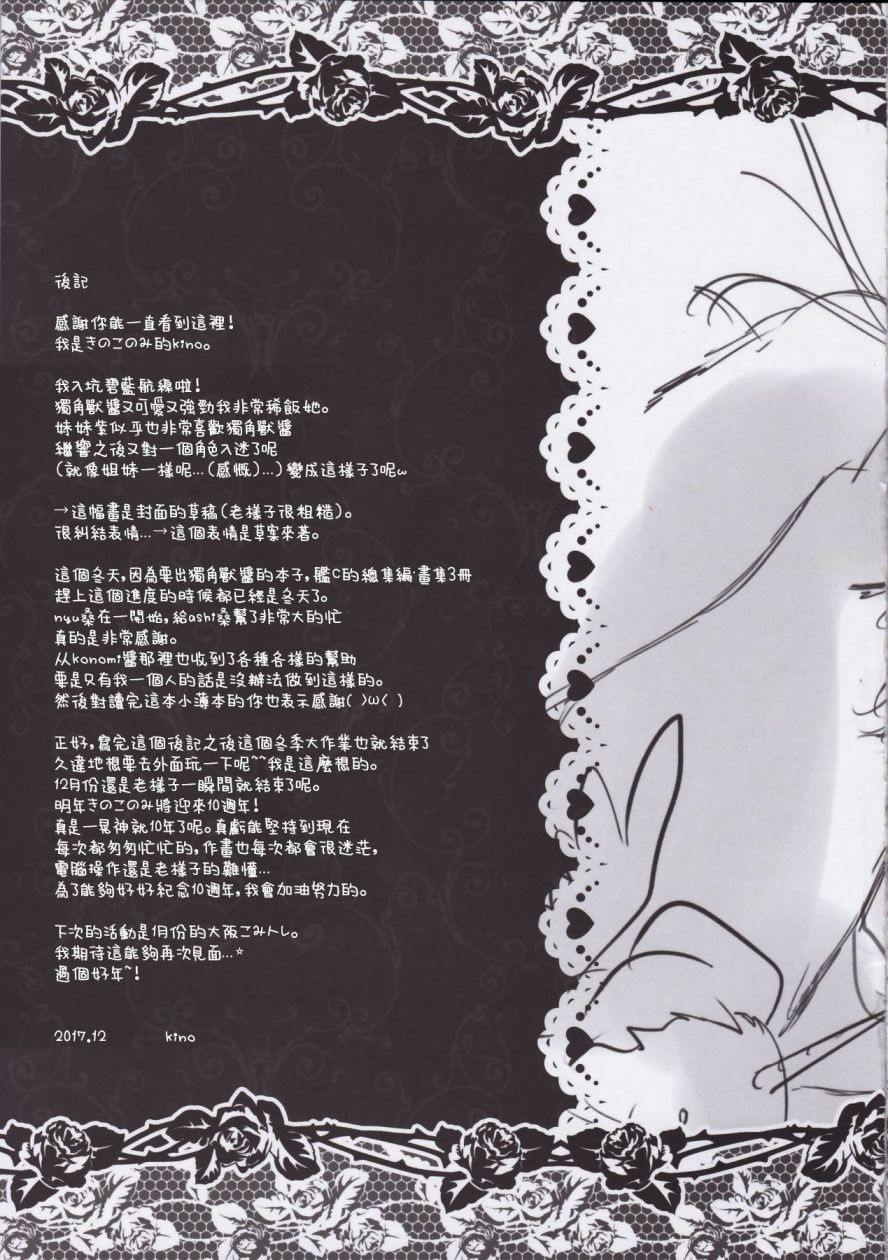 後記
感謝你能一直看到這裡!
我是きのこのみ的kino。
我入坑碧藍航線啦!
獨角獸醬又可愛又強勁我非常稀飯她。
妹妹紫似乎也非常喜歡獨角獸醬
繼響之後又對一個角色入迷了呢
(就像姐妹一樣呢…(感慨)…)變成這樣子了呢ω
→這幅畫是封面的草稿(老樣子很粗糙)。
很糾結表情…→這個表情是草案來著。
這個冬天,因為要出獨角獸醬的本子,艦C的總集編·畫集3冊
趕上這個進度的時候都已經是冬天了。
nyu桑在一開始,給ashi桑幫了非常大的忙
真的是非常感謝。
从konomi醬那裡也收到了各種各樣的幫助
要是只有我一個人的話是沒辦法做到這樣的。
然後對讀完這本小薄本的你也表示感謝( >ω< )
正好,寫完這個後記之後這個冬季大作業也就結束了
久違地想要去外面玩一下呢~~我是這麼想的。
12月份還是老樣子一瞬間就結束了呢。
明年きのこのみ將迎來10週年!
真是一晃神就10年了呢。真虧能堅持到現在
每次都匆匆忙忙的,作畫也每次都會很迷茫,
電腦操作還是老樣子的難懂…
為了能夠好好紀念10週年,我會加油努力的。
下次的活動是1月份的大阪こみトレ。
我期待這能夠再次見面…☆
過個好年~!
2017.12 kino